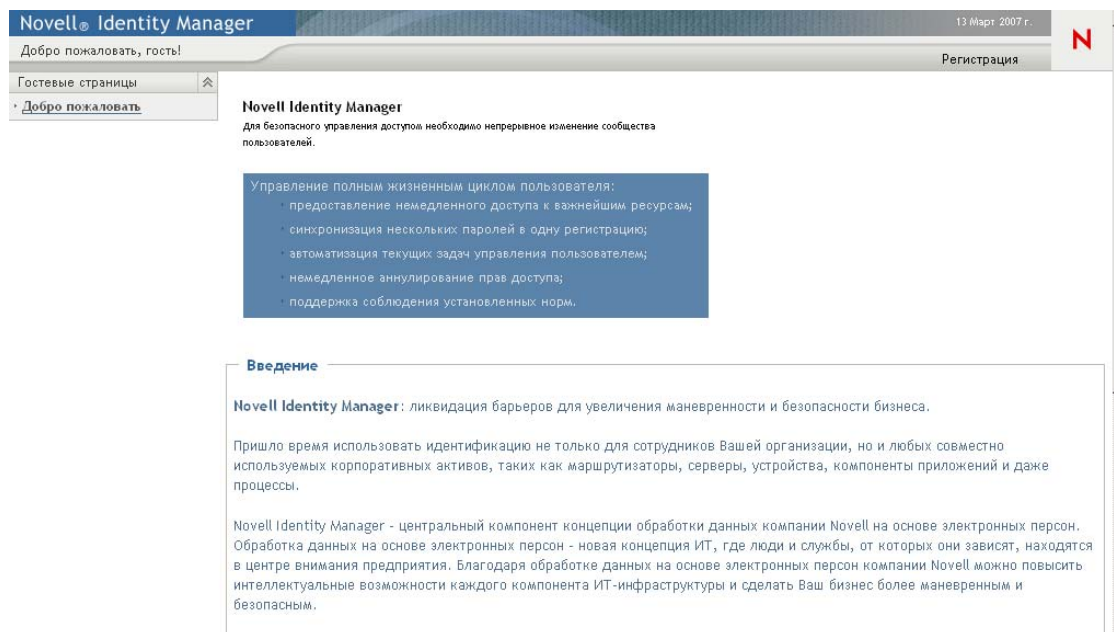 Novell® Identity Manager
13 Март 2007 г.
N
Добро пожаловать, гость!
Регистрация
Гостевые страницы
· Добро пожаловать
Novell Identity Manager
Для безопасного управления доступом необходимо непрерывное изменение сообщества
пользователей.
Управление полным жизненным циклом пользователя:
· предоставление немедленного доступа к важнейшим ресурсам;
· синхронизация нескольких паролей в одну регистрацию;
· автоматизация текущих задач управления пользователем;
· немедленное аннулирование прав доступа;
· поддержка соблюдения установленных норм.
Введение
Novell Identity Manager: ликвидация барьеров для увеличения маневренности и безопасности бизнеса.
Пришло время использовать идентификацию не только для сотрудников Вашей организации, но и любых совместно
используемых корпоративных активов, таких как маршрутизаторы, серверы, устройства, компоненты приложений и даже
процессы.
Novell Identity Manager - центральный компонент концепции обработки данных компании Novell на основе электронных персон.
Обработка данных на основе электронных персон - новая концепция ИТ, где люди и службы, от которых они зависят, находятся
в центре внимания предприятия. Благодаря обработке данных на основе электронных персон компании Novell можно повысить
интеллектуальные возможности каждого компонента ИТ-инфраструктуры и сделать Ваш бизнес более маневренным и
безопасным.